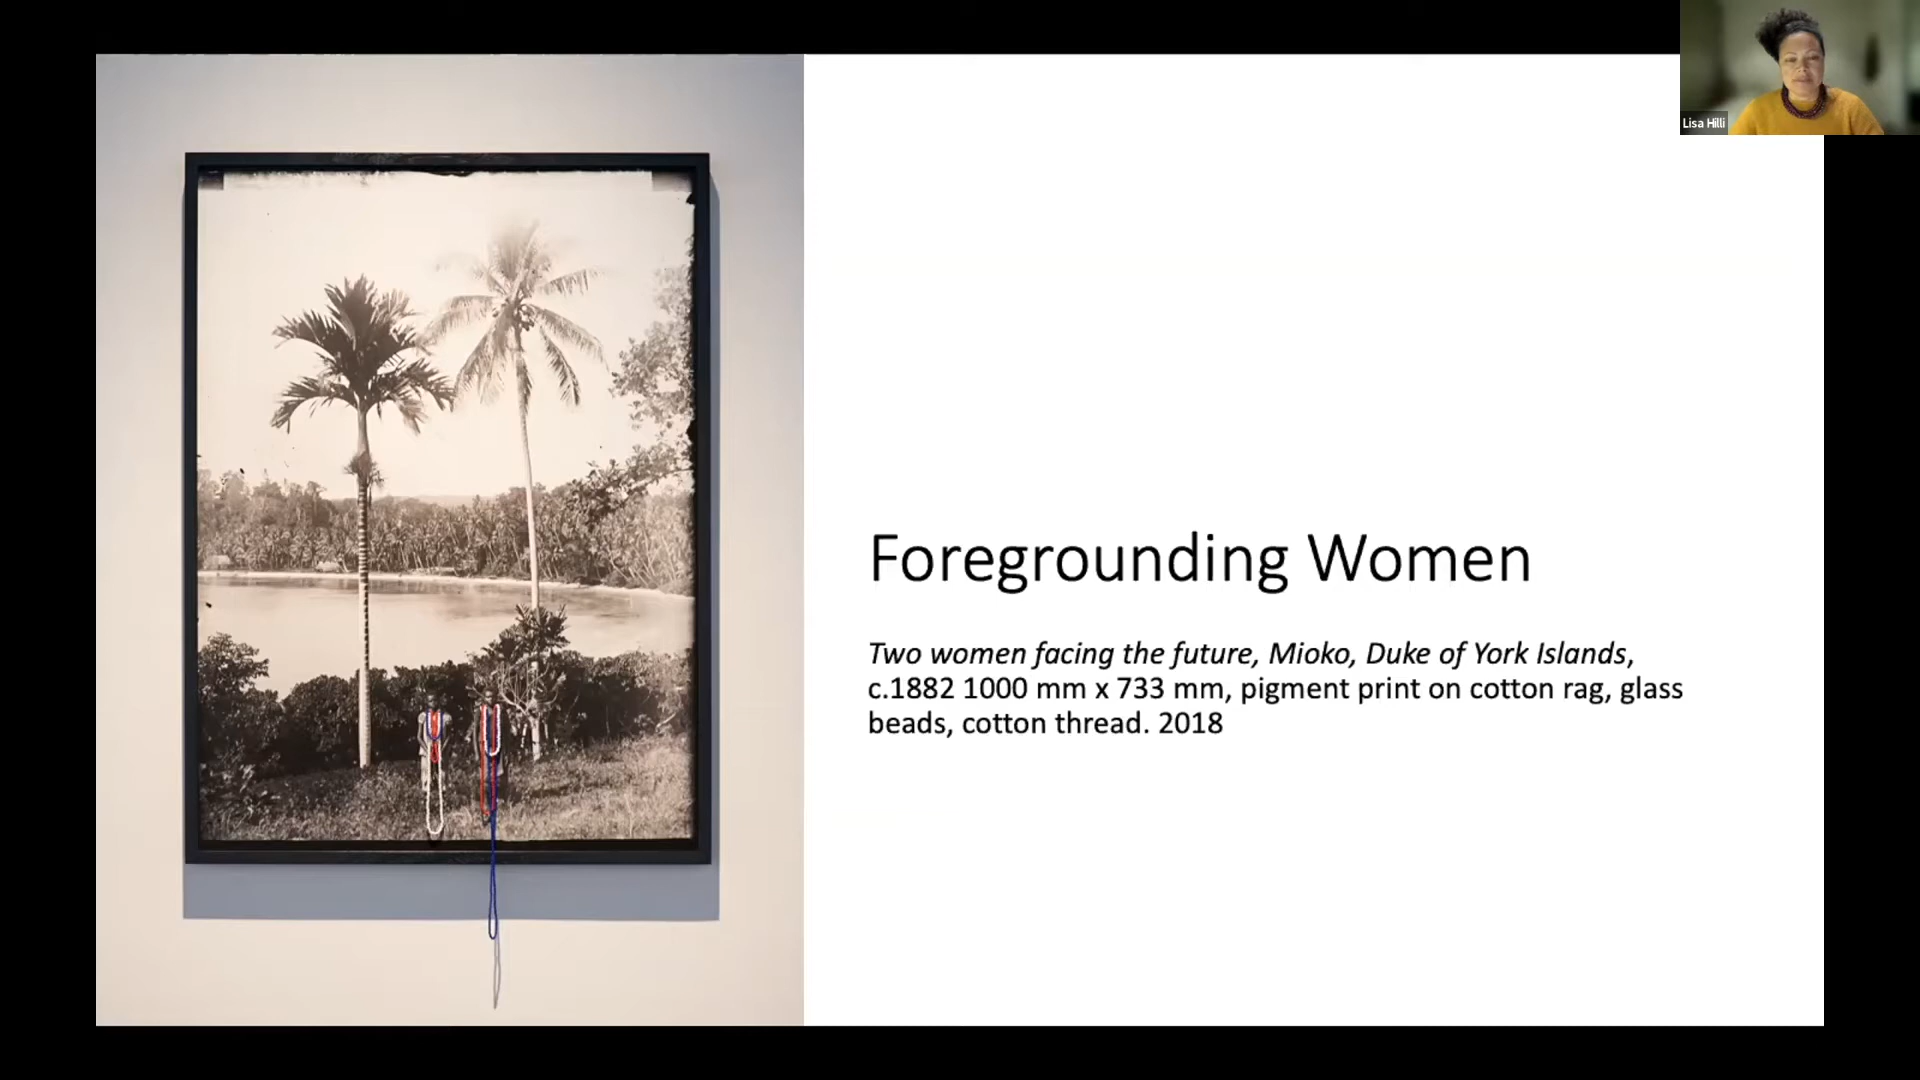 Lisa Hilli
Foregrounding Women
Two women facing the future, Mioko, Duke of York Islands,
c.1882 1000 mm x 733 mm, pigment print on cotton rag, glass
beads, cotton thread. 2018